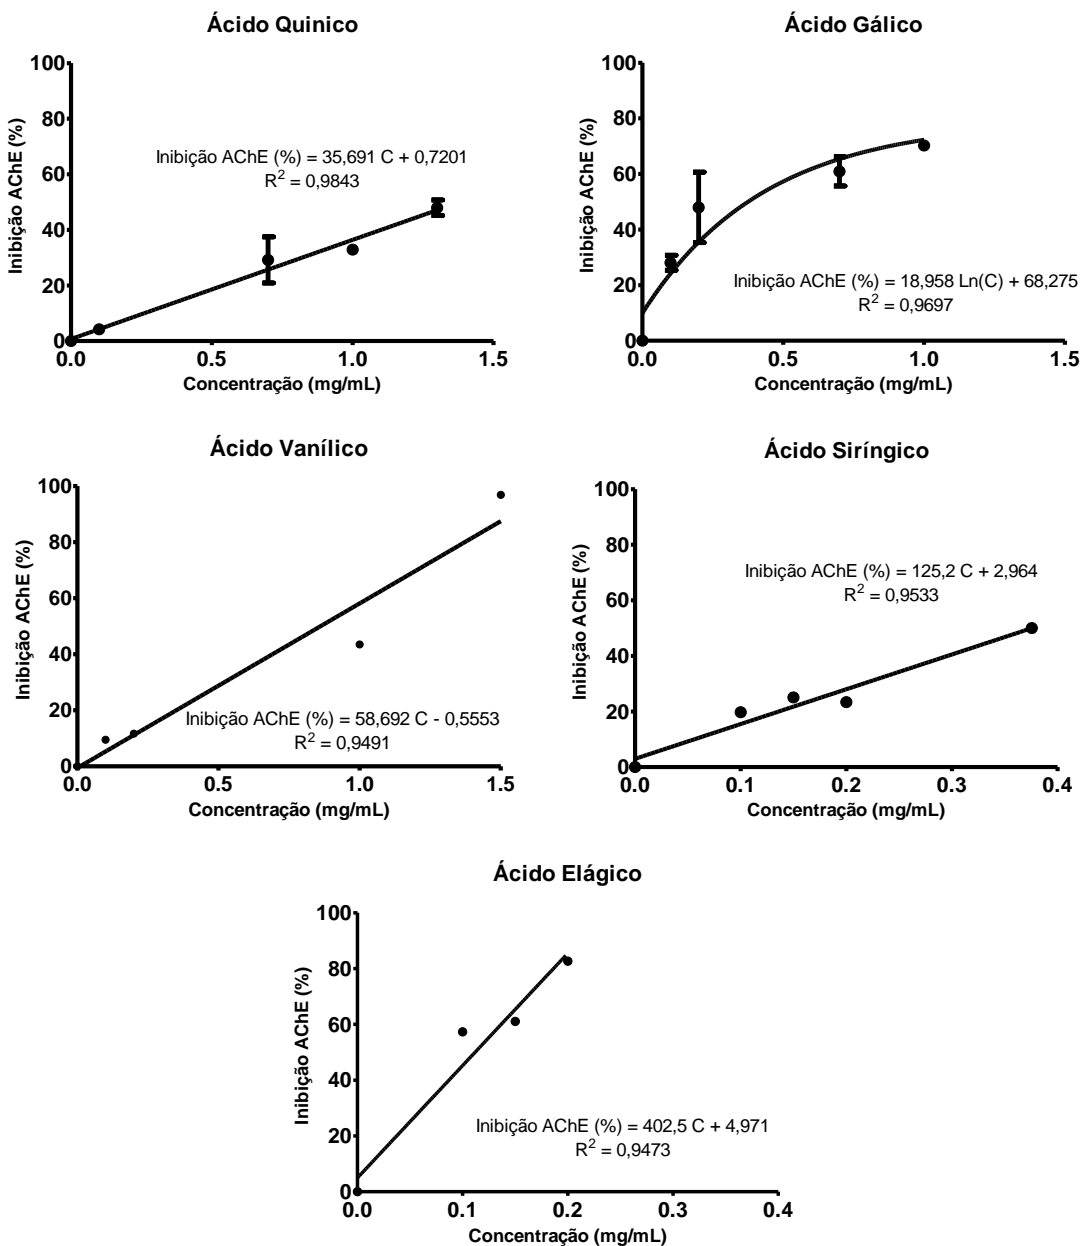 Ácido Quinico
Inibição AChE (%)
100
80
60
40
20
0
Inibição AChE (%) = 35,691 C + 0,7201
R² = 0,9843
0.0 0.5 1.0 1.5
Concentração (mg/mL)
Ácido Gálico
Inibição AChE (%)
100
80
60
40
20
0
Inibição AChE (%) = 18,958 Ln(C) + 68,275
R² = 0,9697
0.0 0.5 1.0 1.5
Concentração (mg/mL)
Ácido Vanílico
Inibição AChE (%)
100
80
60
40
20
0
Inibição AChE (%) = 58,692 C - 0,5553
R² = 0,9491
0.0 0.5 1.0 1.5
Concentração (mg/mL)
Ácido Siríngico
Inibição AChE (%)
100
80
60
40
20
0
Inibição AChE (%) = 125,2 C + 2,964
R² = 0,9533
0.0 0.1 0.2 0.3 0.4
Concentração (mg/mL)
Ácido Elágico
Inibição AChE (%)
100
80
60
40
20
0
Inibição AChE (%) = 402,5 C + 4,971
R² = 0,9473
0.0 0.1 0.2 0.3 0.4
Concentração (mg/mL)